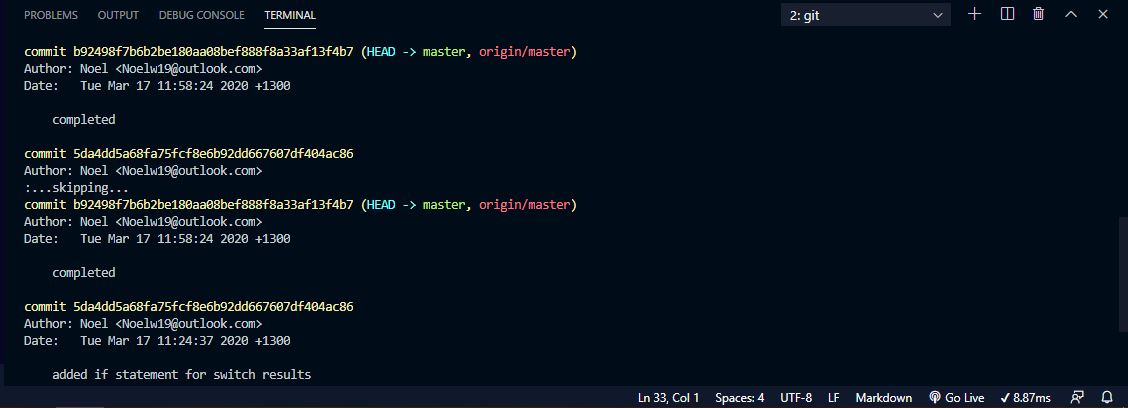 PROBLEMS OUTPUT DEBUG CONSOLE TERMINAL 2: git
commit b92498f7b6b2be180aa08bef888f8a33af13f4b7 (HEAD -> master, origin/master)
Author: Noel <Noelw19@outlook.com>
Date:   Tue Mar 17 11:58:24 2020 +1300
completed
commit 5da4dd5a68fa75fcf8e6b92dd667607df404ac86
Author: Noel <Noelw19@outlook.com>
:...skipping...
commit b92498f7b6b2be180aa08bef888f8a33af13f4b7 (HEAD -> master, origin/master)
Author: Noel <Noelw19@outlook.com>
Date:   Tue Mar 17 11:58:24 2020 +1300
completed
commit 5da4dd5a68fa75fcf8e6b92dd667607df404ac86
Author: Noel <Noelw19@outlook.com>
Date:   Tue Mar 17 11:24:37 2020 +1300
added if statement for switch results
Ln 33, Col 1 Spaces: 4 UTF-8 LF Markdown Go Live ✓ 8.87ms